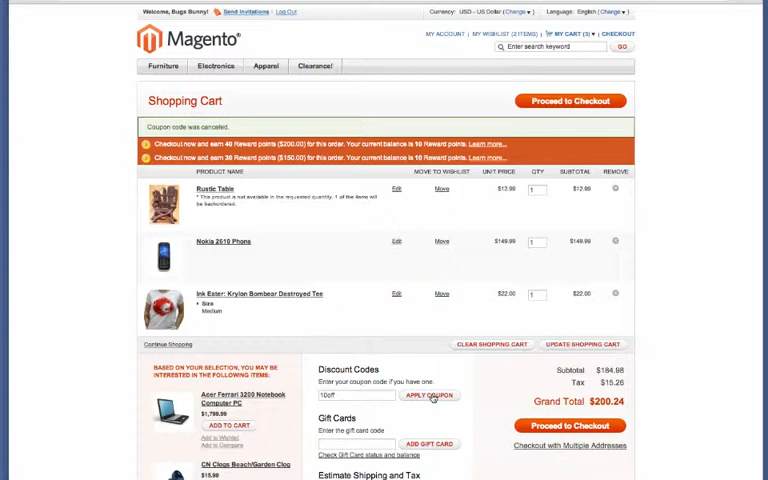 Welcome, Bugs Bunny! Send Invitations | Log Out
Currency: USD - US Dollar (Change ▾) Language: English (Change ▾)
Magento®
MY ACCOUNT | MY WISHLIST (2 ITEMS) MY CART (3) ▾ CHECKOUT
Enter search keyword GO
Furniture Electronics Apparel Clearance!
Shopping Cart Proceed to Checkout
Coupon code was canceled.
Checkout now and earn 40 Reward points ($200.00) for this order. Your current balance is 10 Reward points. Learn more...
Checkout now and earn 30 Reward points ($150.00) for this order. Your current balance is 10 Reward points. Learn more...
PRODUCT NAME MOVE TO WISHLIST UNIT PRICE QTY SUBTOTAL REMOVE
Rustic Table Edit Move $12.99 1 $12.99
* This product is not available in the requested quantity. 1 of the items will
be backordered.
Nokia 2610 Phone Edit Move $149.99 1 $149.99
Ink Eater: Krylon Bombear Destroyed Tee Edit Move $22.00 1 $22.00
Size
Medium
Continue Shopping CLEAR SHOPPING CART UPDATE SHOPPING CART
BASED ON YOUR SELECTION, YOU MAY BE
INTERESTED IN THE FOLLOWING ITEMS:
Acer Ferrari 3200 Notebook
Computer PC
$1,799.99
ADD TO CART
Add to Wishlist
Add to Compare
CN Clogs Beach/Garden Clog
$15.99
Discount Codes
Enter your coupon code if you have one.
10off APPLY COUPON
Gift Cards
Enter the gift card code
ADD GIFT CARD
Check Gift Card status and balance
Estimate Shipping and Tax
Subtotal $184.98
Tax $15.26
Grand Total $200.24
Proceed to Checkout
Checkout with Multiple Addresses